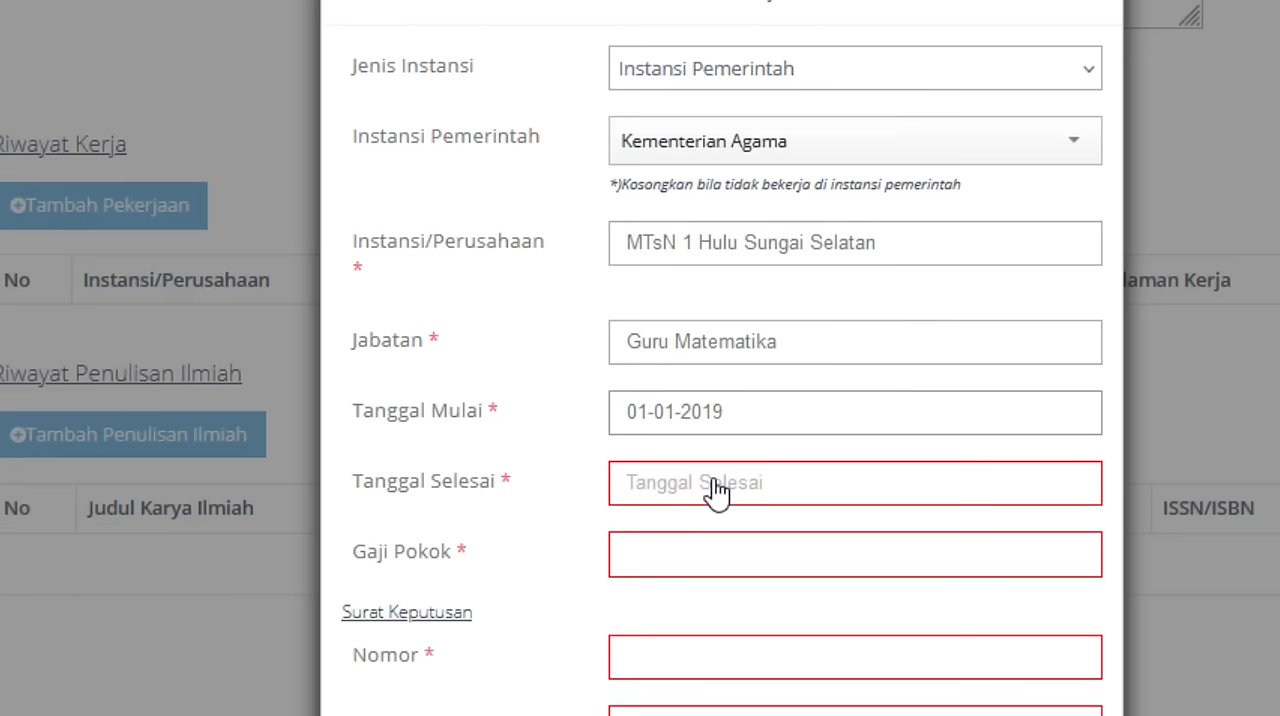 Jenis Instansi
Instansi Pemerintah
Instansi Pemerintah
Kementerian Agama
*)Kosongkan bila tidak bekerja di instansi pemerintah
Instansi/Perusahaan
*
MTsN 1 Hulu Sungai Selatan
Jabatan *
Guru Matematika
Tanggal Mulai *
01-01-2019
Tanggal Selesai *
Tanggal Selesai
Gaji Pokok *
Surat Keputusan
Nomor *
Riwayat Kerja
Tambah Pekerjaan
No
Instansi/Perusahaan
laman Kerja
Riwayat Penulisan Ilmiah
Tambah Penulisan Ilmiah
No
Judul Karya Ilmiah
ISSN/ISBN